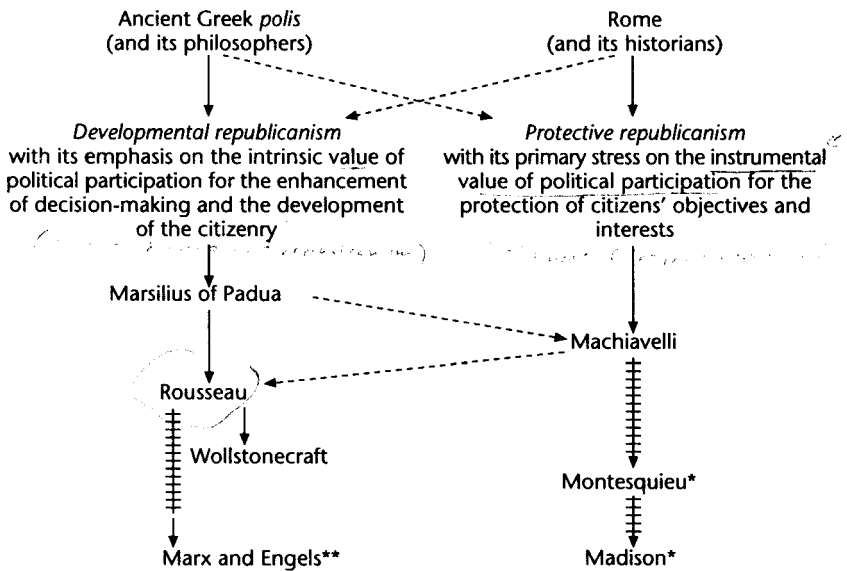 Ancient Greek polis
(and its philosophers)
Rome
(and its historians)
Developmental republicanism
with its emphasis on the intrinsic value of
political participation for the enhancement
of decision-making and the development
of the citizenry
Protective republicanism
with its primary stress on the instrumental
value of political participation for the
protection of citizens' objectives and
interests
Marsilius of Padua
Machiavelli
Rousseau
Wollstonecraft
Montesquieu*
Marx and Engels**
Madison*